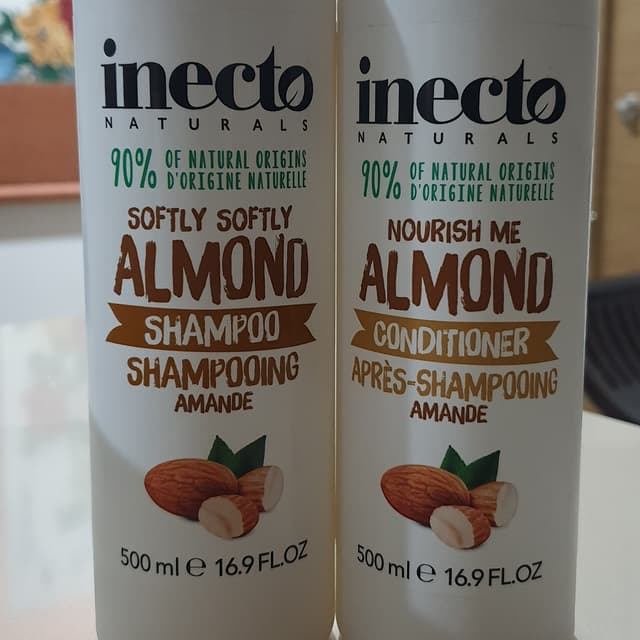 inecto
NATURALS
90% OF NATURAL ORIGINS
D'ORIGINE NATURELLE
SOFTLY SOFTLY
ALMOND
SHAMPOO
SHAMPOOING
AMANDE
500 ml e 16.9 FL.OZ
inecto
NATURALS
90% OF NATURAL ORIGINS
D'ORIGINE NATURELLE
NOURISH ME
ALMOND
CONDITIONER
APRÈS-SHAMPOOING
AMANDE
500 ml e 16.9 FL.OZ